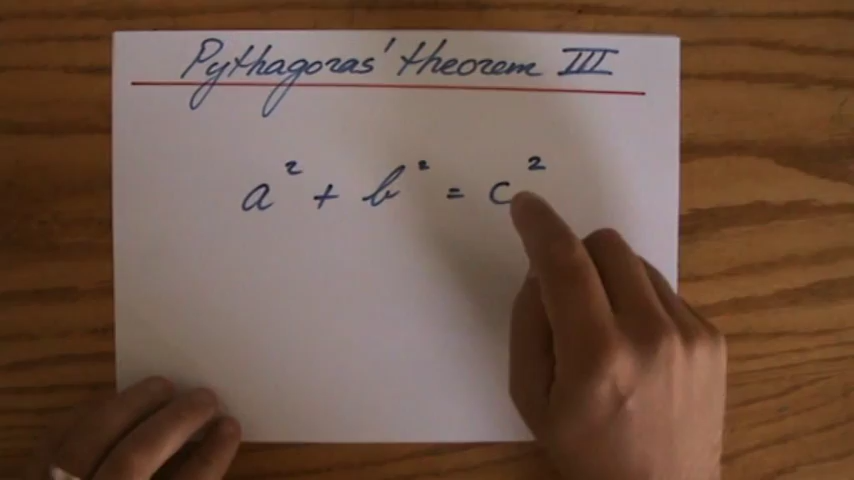 Pythagoras' theorem III
a² + b² = c²